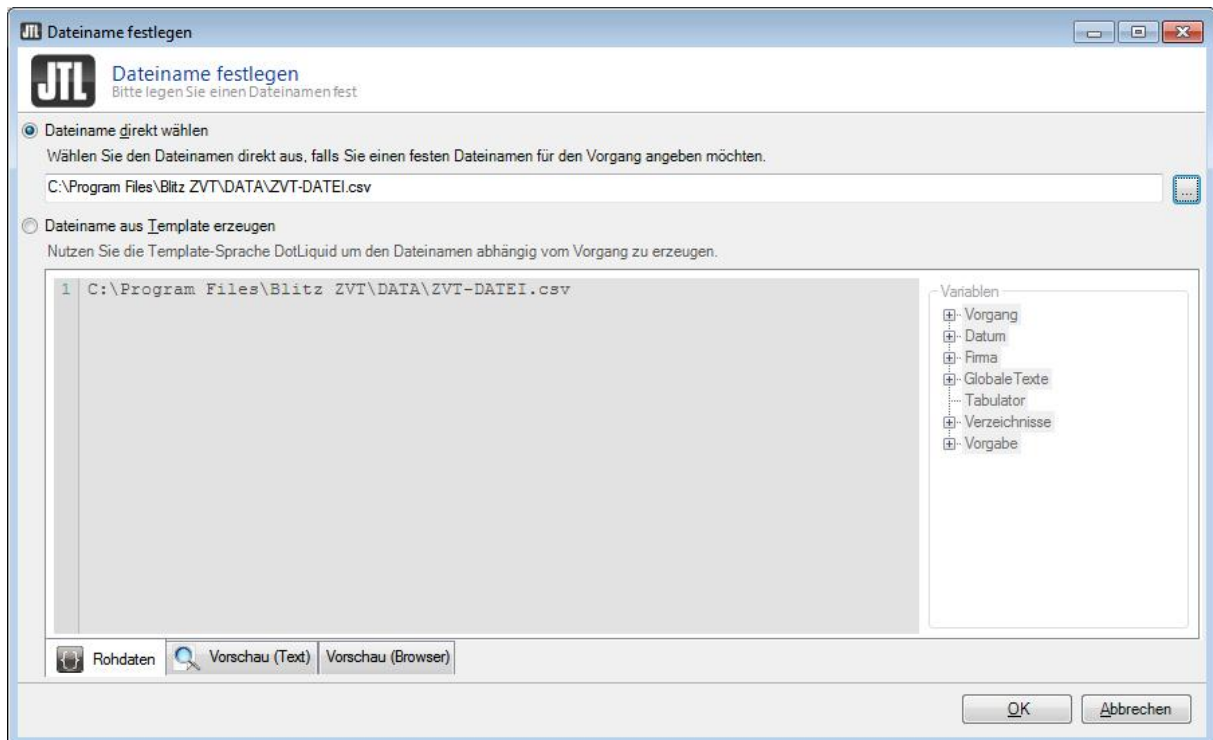 JTL Dateiname festlegen
JTL
Dateiname festlegen
Bitte legen Sie einen Dateinamen fest
Dateiname direkt wählen
Wählen Sie den Dateinamen direkt aus, falls Sie einen festen Dateinamen für den Vorgang angeben möchten.
C:\Program Files\Blitz ZVT\DATA\ZVT-DATEI.csv
...
Dateiname aus Template erzeugen
Nutzen Sie die Template-Sprache DotLiquid um den Dateinamen abhängig vom Vorgang zu erzeugen.
1 C:\Program Files\Blitz ZVT\DATA\ZVT-DATEI.csv
Variablen
Vorgang
Datum
Firma
GlobaleTexte
Tabulator
Verzeichnisse
Vorgabe
Rohdaten Vorschau (Text) Vorschau (Browser)
OK Abbrechen